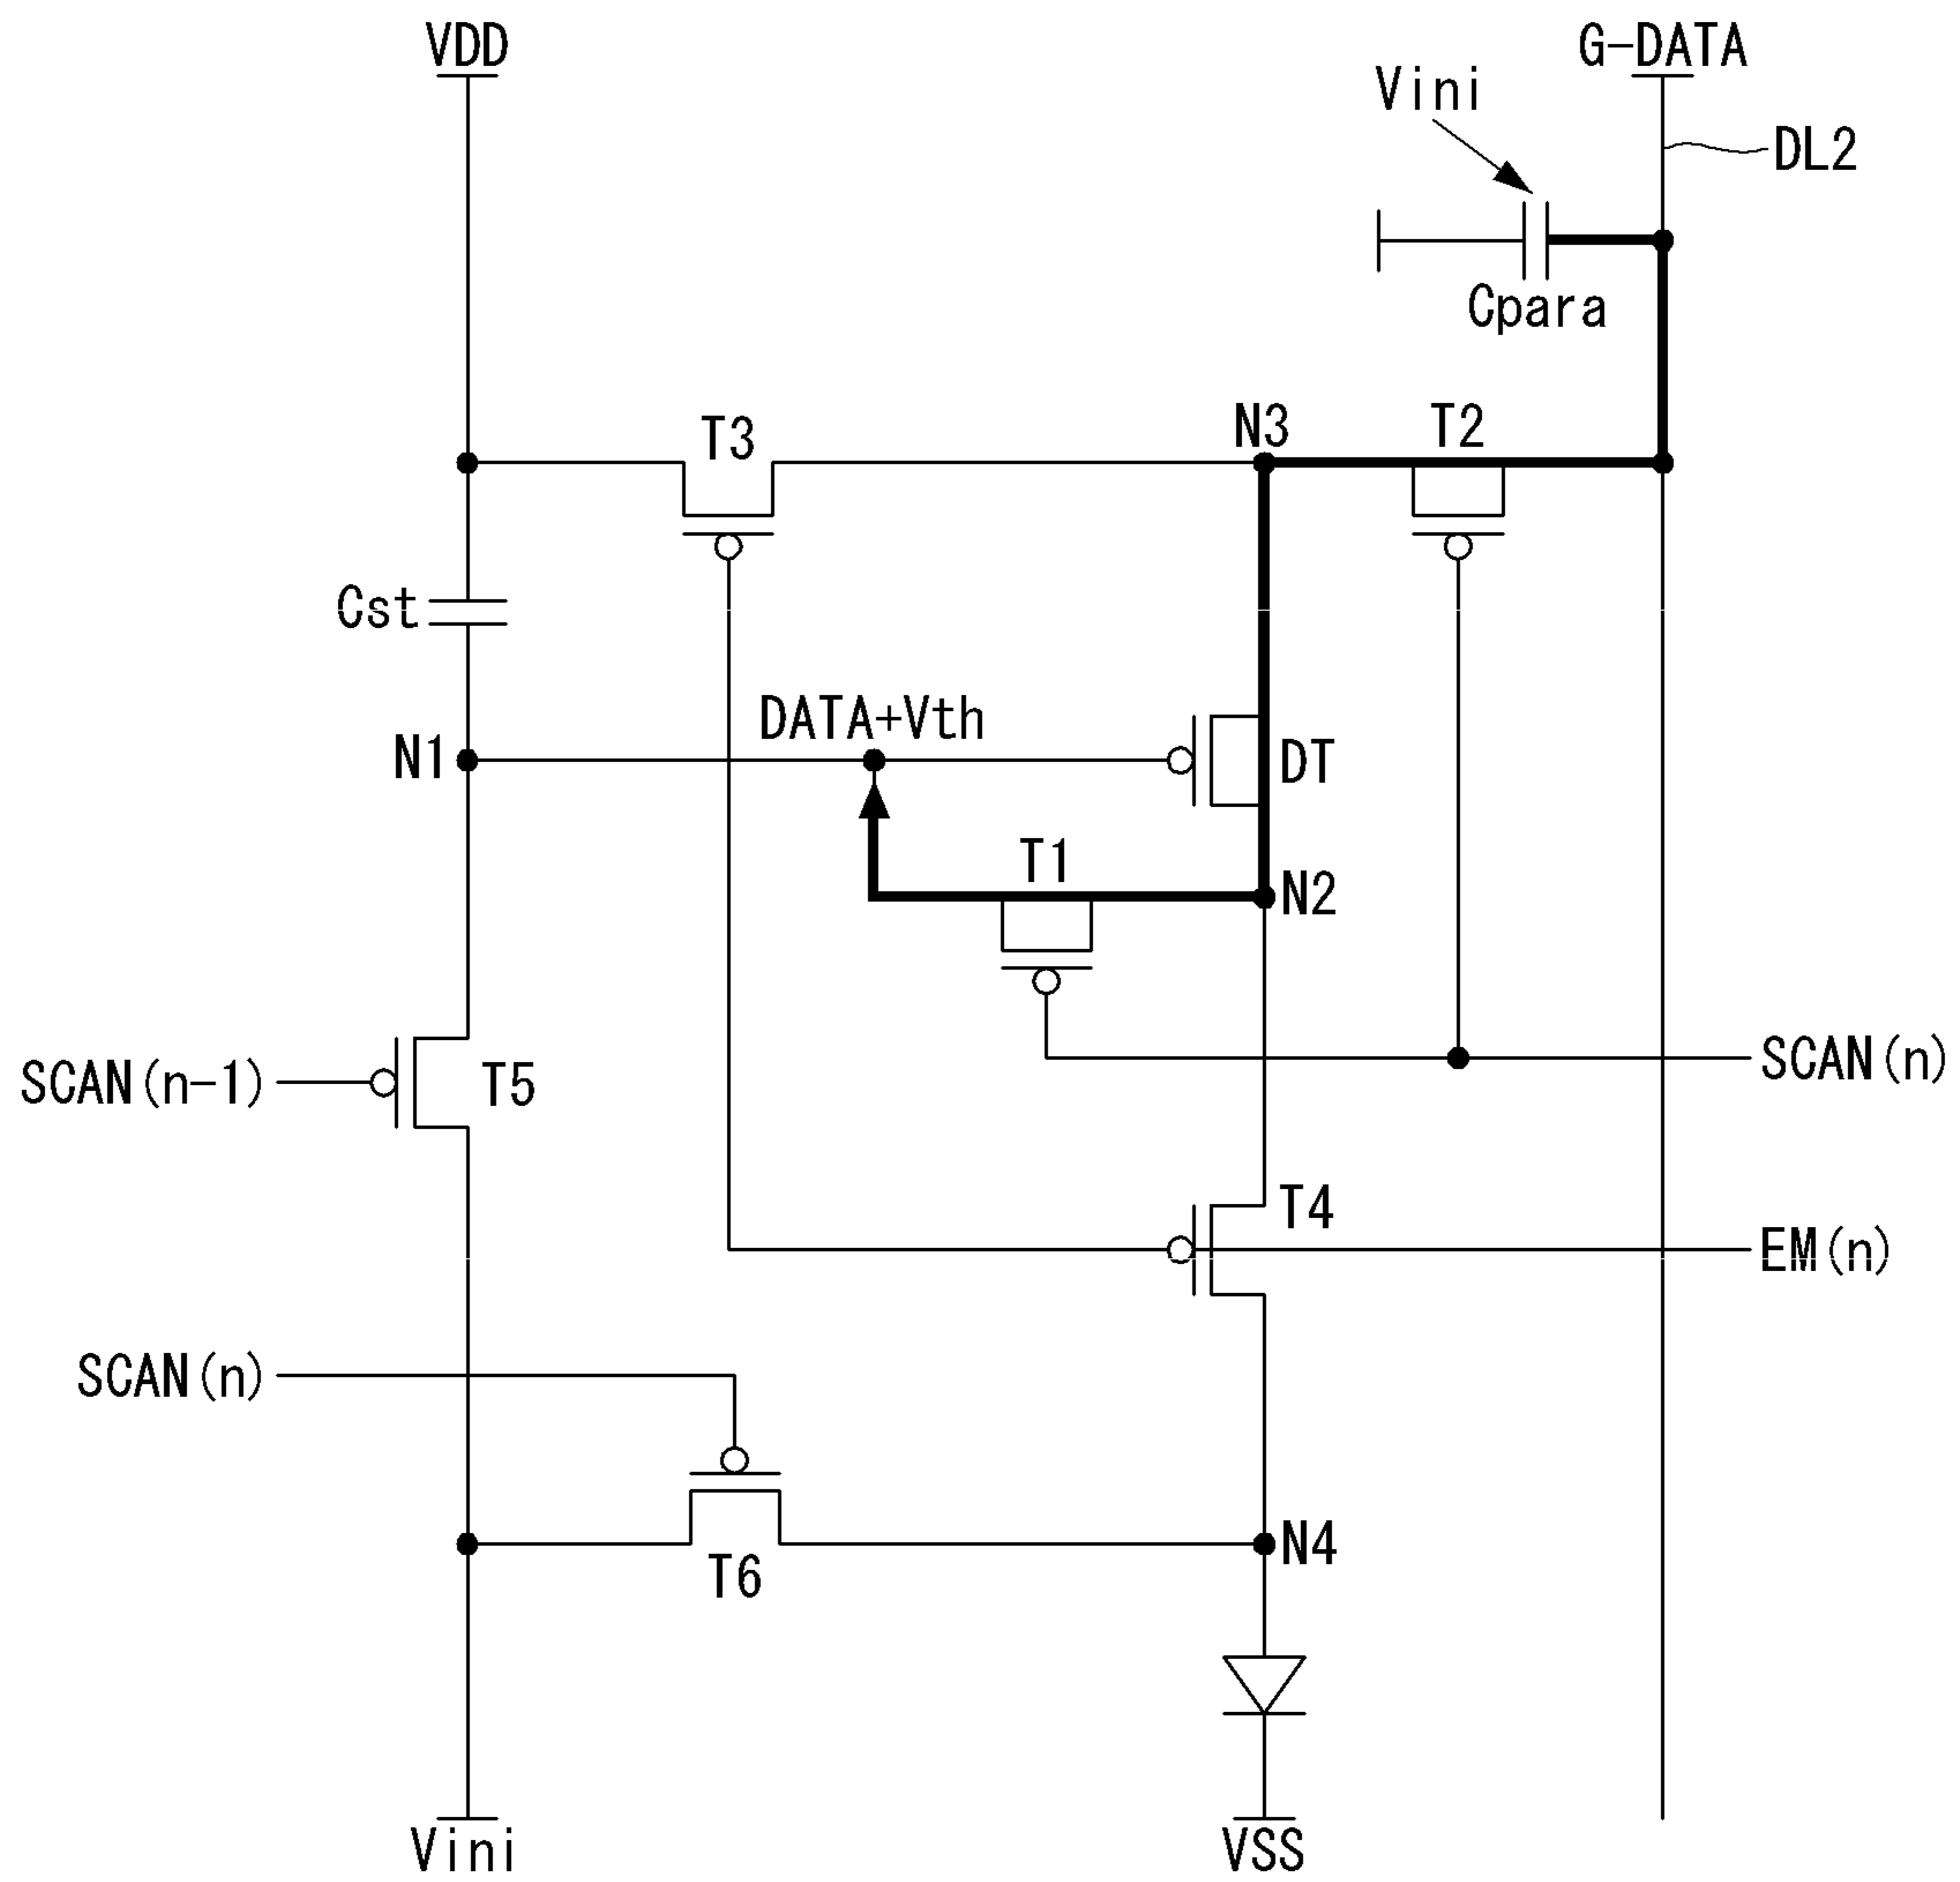 VDD
G-DATA
Vini
DL2
Cpara
T3
N3
T2
Cst
DATA+Vth
N1
DT
T1
N2
SCAN(n-1)
T5
SCAN(n)
T4
EM(n)
SCAN(n)
T6
N4
Vini
VSS